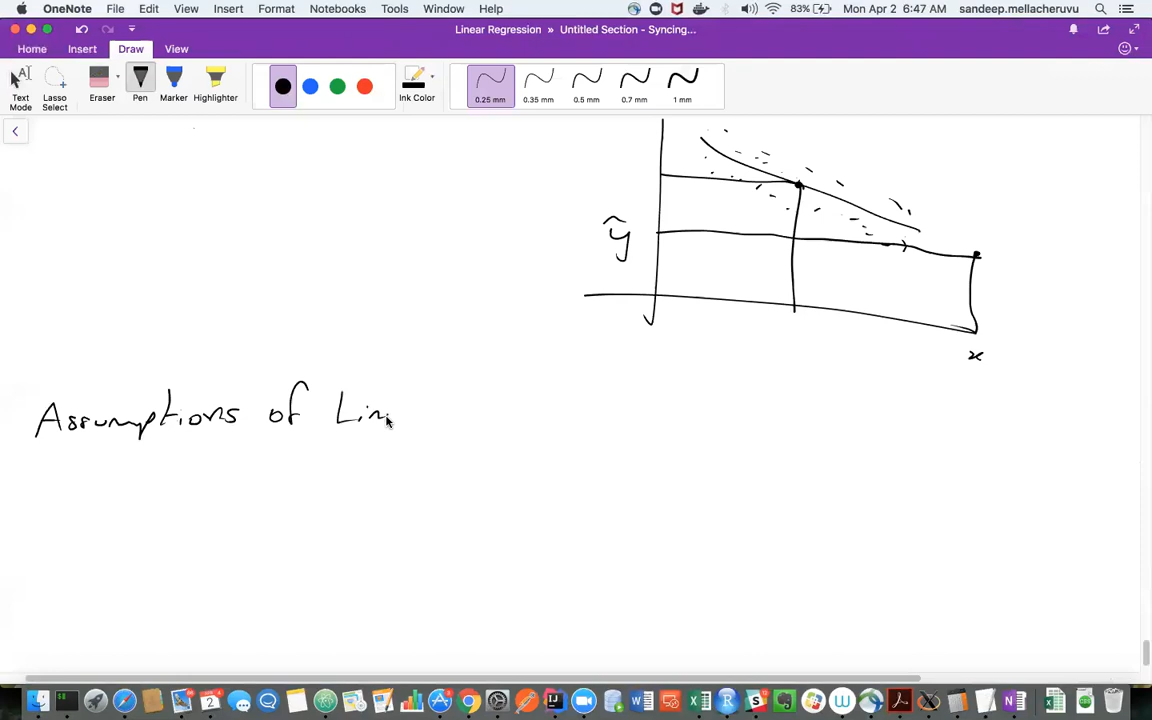 OneNote File Edit View Insert Format Notebooks Tools Window Help 83% Mon Apr 2 6:47 AM sandeep.mellacheruvu
Linear Regression » Untitled Section - Syncing...
Home Insert Draw View
Text Mode
Lasso Select
Eraser
Pen
Marker
Highlighter
Ink Color
0.25 mm
0.35 mm
0.5 mm
0.7 mm
1 mm
ŷ
x
Assumptions of Lin